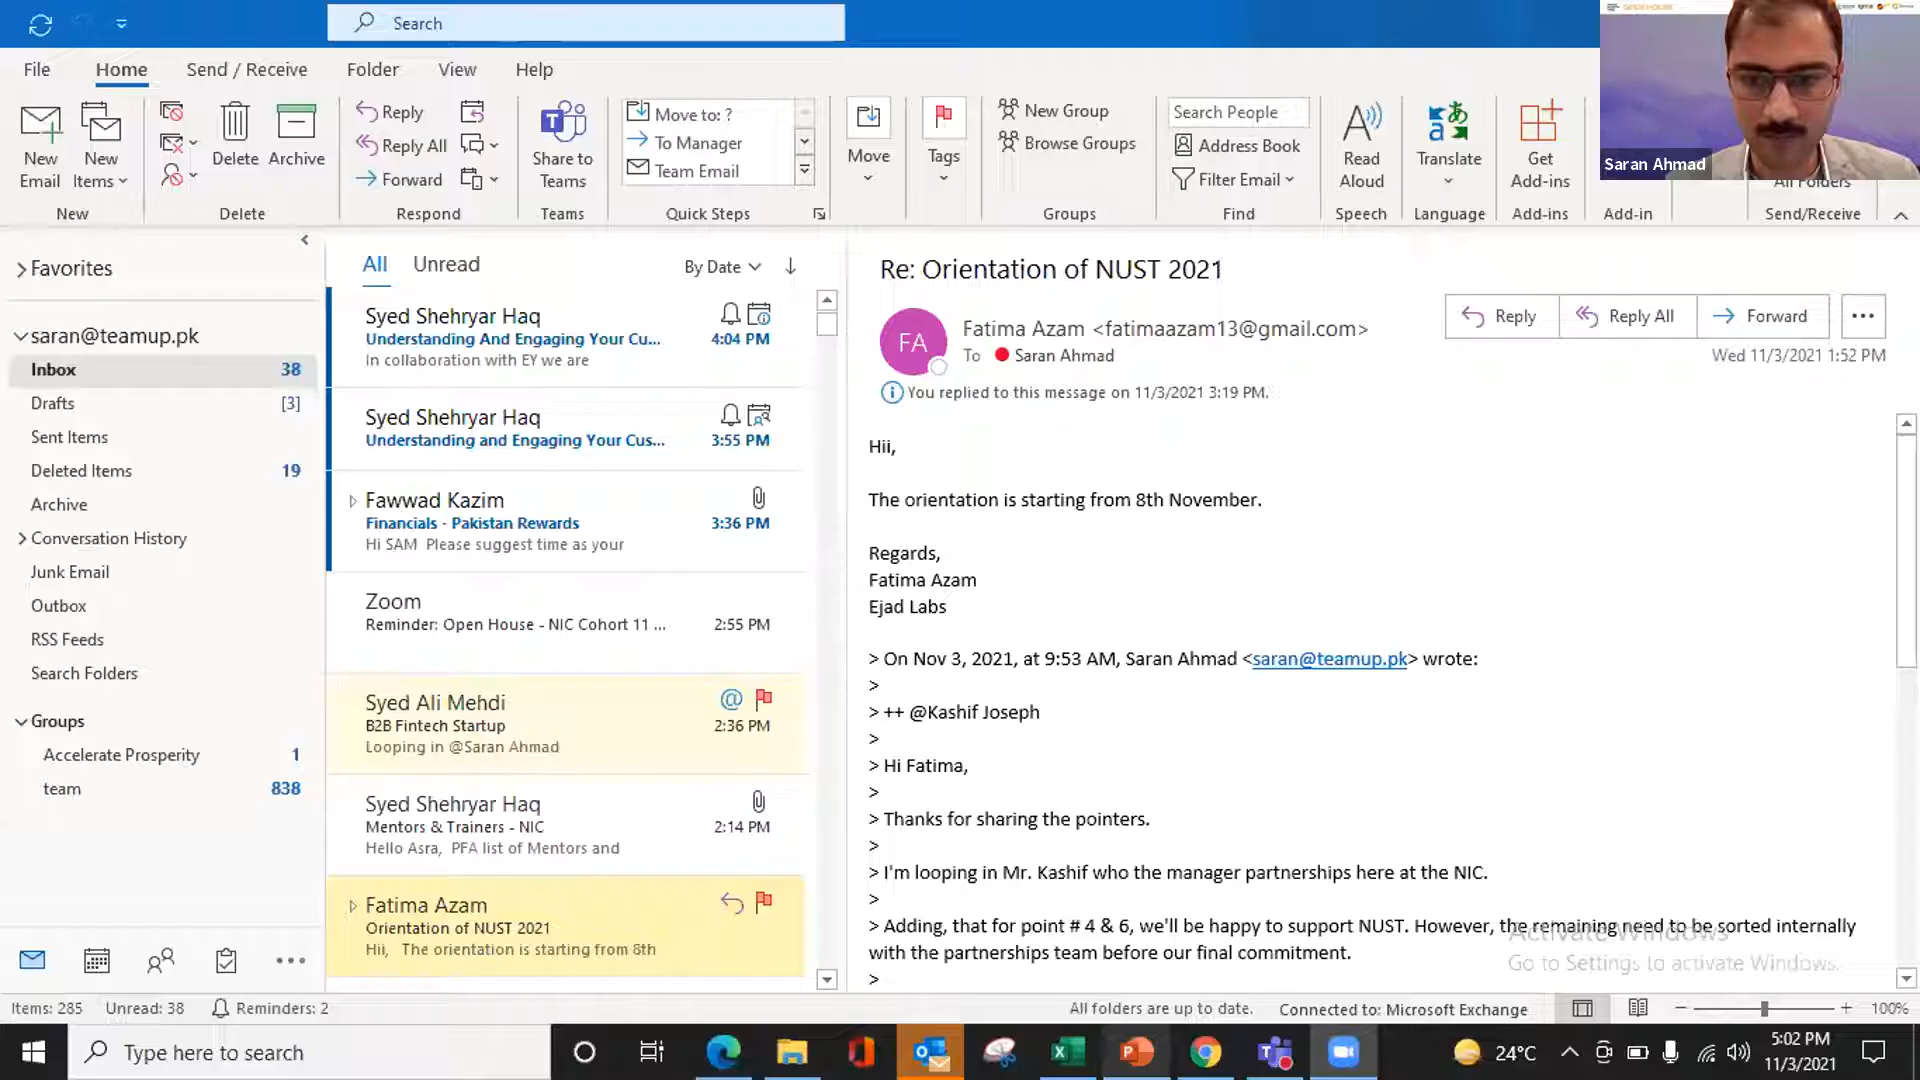 Search
File Home Send / Receive Folder View Help
New Email
New Items
New
Delete
Archive
Delete
Reply
Reply All
Forward
Respond
Share to Teams
Teams
Move to: ?
To Manager
Team Email
Quick Steps
Move
Tags
New Group
Browse Groups
Groups
Search People
Address Book
Filter Email
Find
Read Aloud
Speech
Translate
Language
Get Add-ins
Add-ins
Add-in
All Folders
Send/Receive
Saran Ahmad
Favorites
saran@teamup.pk
Inbox 38
Drafts [3]
Sent Items
Deleted Items 19
Archive
Conversation History
Junk Email
Outbox
RSS Feeds
Search Folders
Groups
Accelerate Prosperity 1
team 838
All Unread By Date
Syed Shehryar Haq
Understanding And Engaging Your Cu... 4:04 PM
In collaboration with EY we are
Syed Shehryar Haq
Understanding and Engaging Your Cus... 3:55 PM
Fawwad Kazim
Financials - Pakistan Rewards 3:36 PM
Hi SAM Please suggest time as your
Zoom
Reminder: Open House - NIC Cohort 11 ... 2:55 PM
Syed Ali Mehdi
B2B Fintech Startup 2:36 PM
Looping in @Saran Ahmad
Syed Shehryar Haq
Mentors & Trainers - NIC 2:14 PM
Hello Asra, PFA list of Mentors and
Fatima Azam
Orientation of NUST 2021
Hii, The orientation is starting from 8th
Re: Orientation of NUST 2021
FA
Fatima Azam <fatimaazam13@gmail.com>
To Saran Ahmad
Reply Reply All Forward
Wed 11/3/2021 1:52 PM
You replied to this message on 11/3/2021 3:19 PM.
Hii,
The orientation is starting from 8th November.
Regards,
Fatima Azam
Ejad Labs
> On Nov 3, 2021, at 9:53 AM, Saran Ahmad <saran@teamup.pk> wrote:
>
> ++ @Kashif Joseph
>
> Hi Fatima,
>
> Thanks for sharing the pointers.
>
> I'm looping in Mr. Kashif who the manager partnerships here at the NIC.
>
> Adding, that for point # 4 & 6, we'll be happy to support NUST. However, the remaining need to be sorted internally
with the partnerships team before our final commitment.
>
Activate Windows
Go to Settings to activate Windows.
Items: 285 Unread: 38 Reminders: 2
All folders are up to date. Connected to: Microsoft Exchange 100%
Type here to search
24°C
5:02 PM
11/3/2021